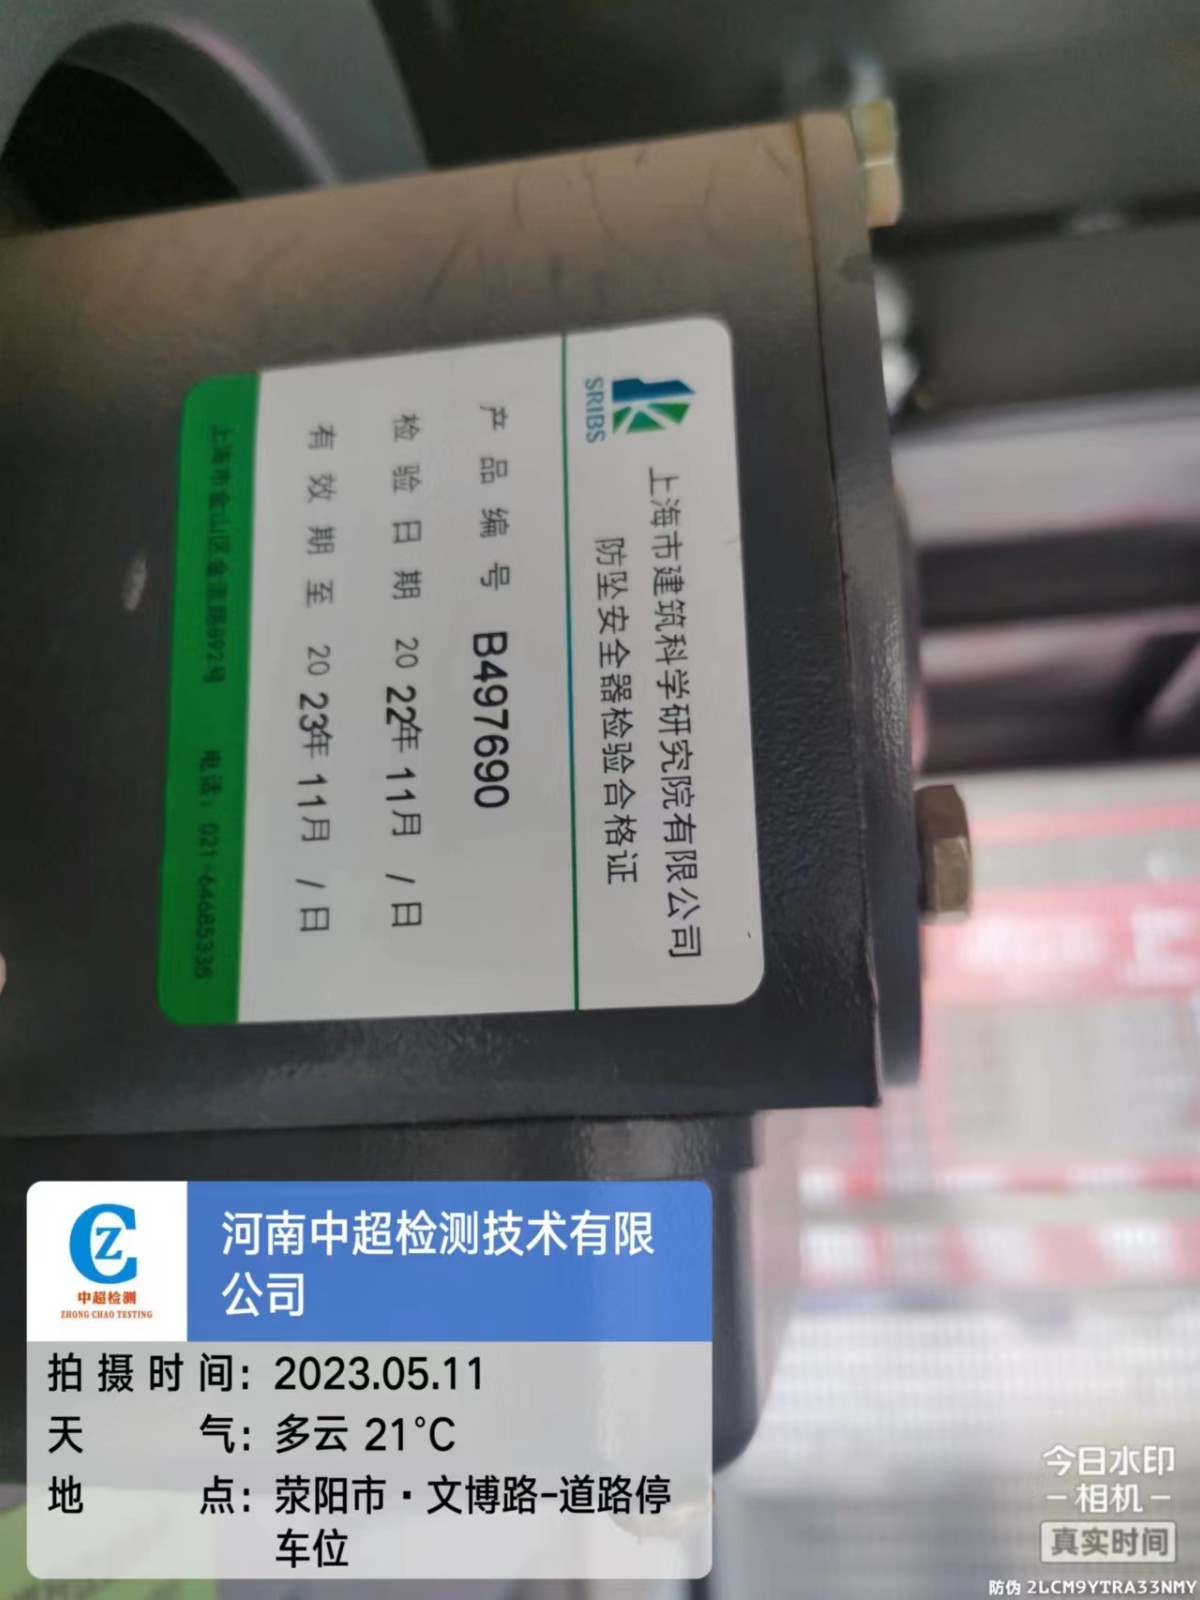 SRIBS
上海市建筑科学研究院有限公司
防坠安全器检验合格证
产品编号 B497690
检验日期 2022年11月/日
有效期至 2023年11月/日
电话：021-64685335
中超检测
ZHONG CHAO TESTING
河南中超检测技术有限
公司
拍摄时间：2023.05.11
天气：多云 21°C
地点：荥阳市·文博路-道路停
车位
今日水印
-相机-
真实时间
防伪 2LCM9YTRA33NMY